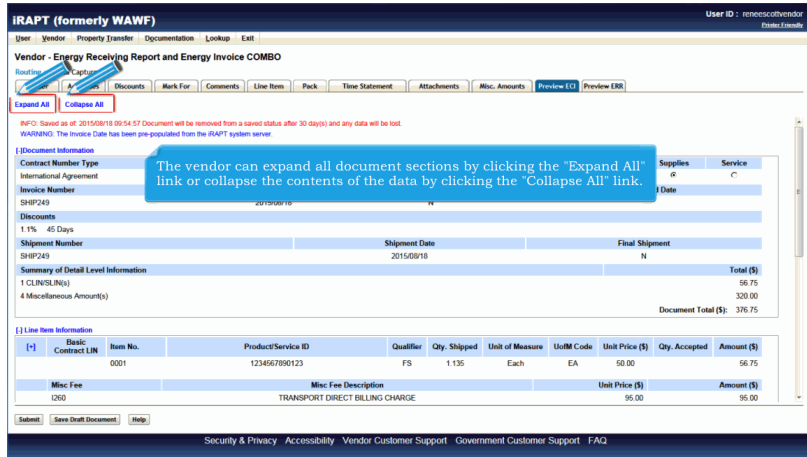 iRAPT (formerly WAWF)
User ID : reneescottvendor
Printer Friendly
User Vendor Property Transfer Documentation Lookup Exit
Vendor - Energy Receiving Report and Energy Invoice COMBO
Routing
Discounts Mark For Comments Line Item Pack Time Statement Attachments Misc. Amounts Preview ECI Preview ERR
Expand All Collapse All
INFO: Saved as of: 2015/08/18 09:54:57 Document will be removed from a saved status after 30 day(s) and any data will be lost.
WARNING: The Invoice Date has been pre-populated from the iRAPT system server.
[-]Document Information
Contract Number Type Supplies Service
International Agreement
The vendor can expand all document sections by clicking the "Expand All"
link or collapse the contents of the data by clicking the "Collapse All" link.
Invoice Number Date
SHIP249 2015/08/18 N
Discounts
1.1% 45 Days
Shipment Number Shipment Date Final Shipment
SHIP249 2015/08/18 N
Summary of Detail Level Information Total ($)
1 CLIN/SLIN(s) 56.75
4 Miscellaneous Amount(s) 320.00
Document Total ($): 376.75
[-] Line Item Information
[+] Basic Contract LIN Item No. Product/Service ID Qualifier Qty. Shipped Unit of Measure UofM Code Unit Price ($) Qty. Accepted Amount ($)
0001 1234567890123 FS 1.135 Each EA 50.00 56.75
Misc Fee Misc Fee Description Unit Price ($) Amount ($)
I260 TRANSPORT DIRECT BILLING CHARGE 95.00 95.00
Submit Save Draft Document Help
Security & Privacy Accessibility Vendor Customer Support Government Customer Support FAQ